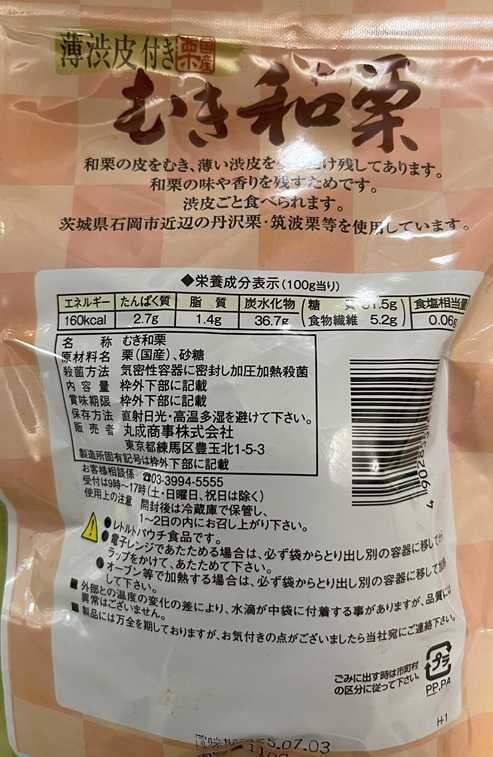 薄渋皮付き 国産栗
むき和栗
和栗の皮をむき、薄い渋皮を け残してあります。
和栗の味や香りを残すためです。
渋皮ごと食べられます。
茨城県石岡市近辺の丹沢栗・筑波栗等を使用しています。
◆栄養成分表示(100g当り)
エネルギー たんぱく質 脂質 炭水化物 (糖 31.5g 食塩相当量
160kcal 2.7g 1.4g 36.7g (食物繊維 5.2g) 0.06g
名称 むき和栗
原材料名 栗(国産)、砂糖
殺菌方法 気密性容器に密封し加圧加熱殺菌
内容量 枠外下部に記載
賞味期限 枠外下部に記載
保存方法 直射日光・高温多湿を避けて下さい。
販売者 丸成商事株式会社
東京都練馬区豊玉北1-5-3
製造所固有記号は枠外下部に記載
お客様相談係 ☎03-3994-5555
受付は9時~17時(土・日曜日、祝日は除く)
使用上の注意 開封後は冷蔵庫で保管し、
1~2日の内にお召し上がり下さい。
●レトルトパウチ食品です。
●電子レンジであたためる場合は、必ず袋からとり出し別の容器に移して
ラップをかけて、あたためて下さい。
●オーブン等で加熱する場合は、必ず袋からとり出し別の容器に移して加熱
して下さい。
■外部との温度の変化の差により、水滴が中袋に付着する事がありますが、品質に
異常はございません。
■製品には万全を期しておりますが、お気付きの点がございましたら当社宛にご連絡下さい。
4 90283
ごみに出す時は市町村
の区分に従って下さい。
プラ
PP,PA
H-1
賞味期限 5.07.03